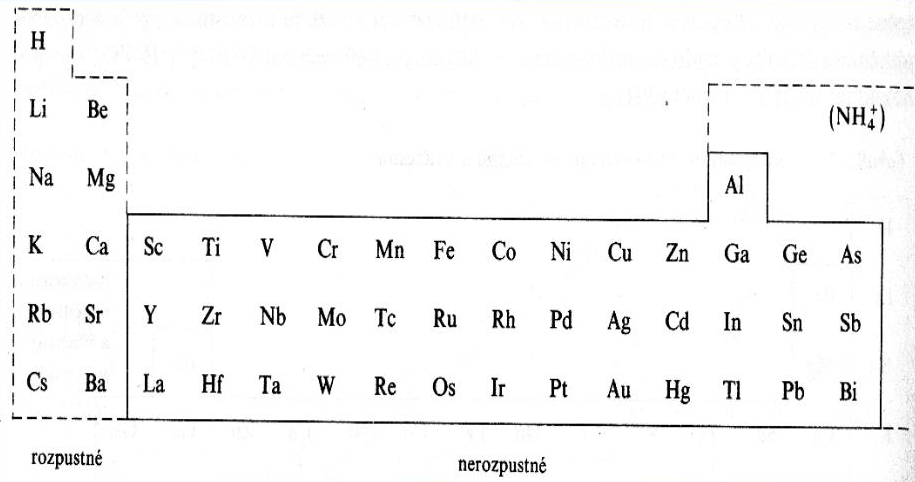 H
Li Be (NH₄⁺)
Na Mg Al
K Ca Sc Ti V Cr Mn Fe Co Ni Cu Zn Ga Ge As
Rb Sr Y Zr Nb Mo Tc Ru Rh Pd Ag Cd In Sn Sb
Cs Ba La Hf Ta W Re Os Ir Pt Au Hg Tl Pb Bi
rozpustné nerozpustné